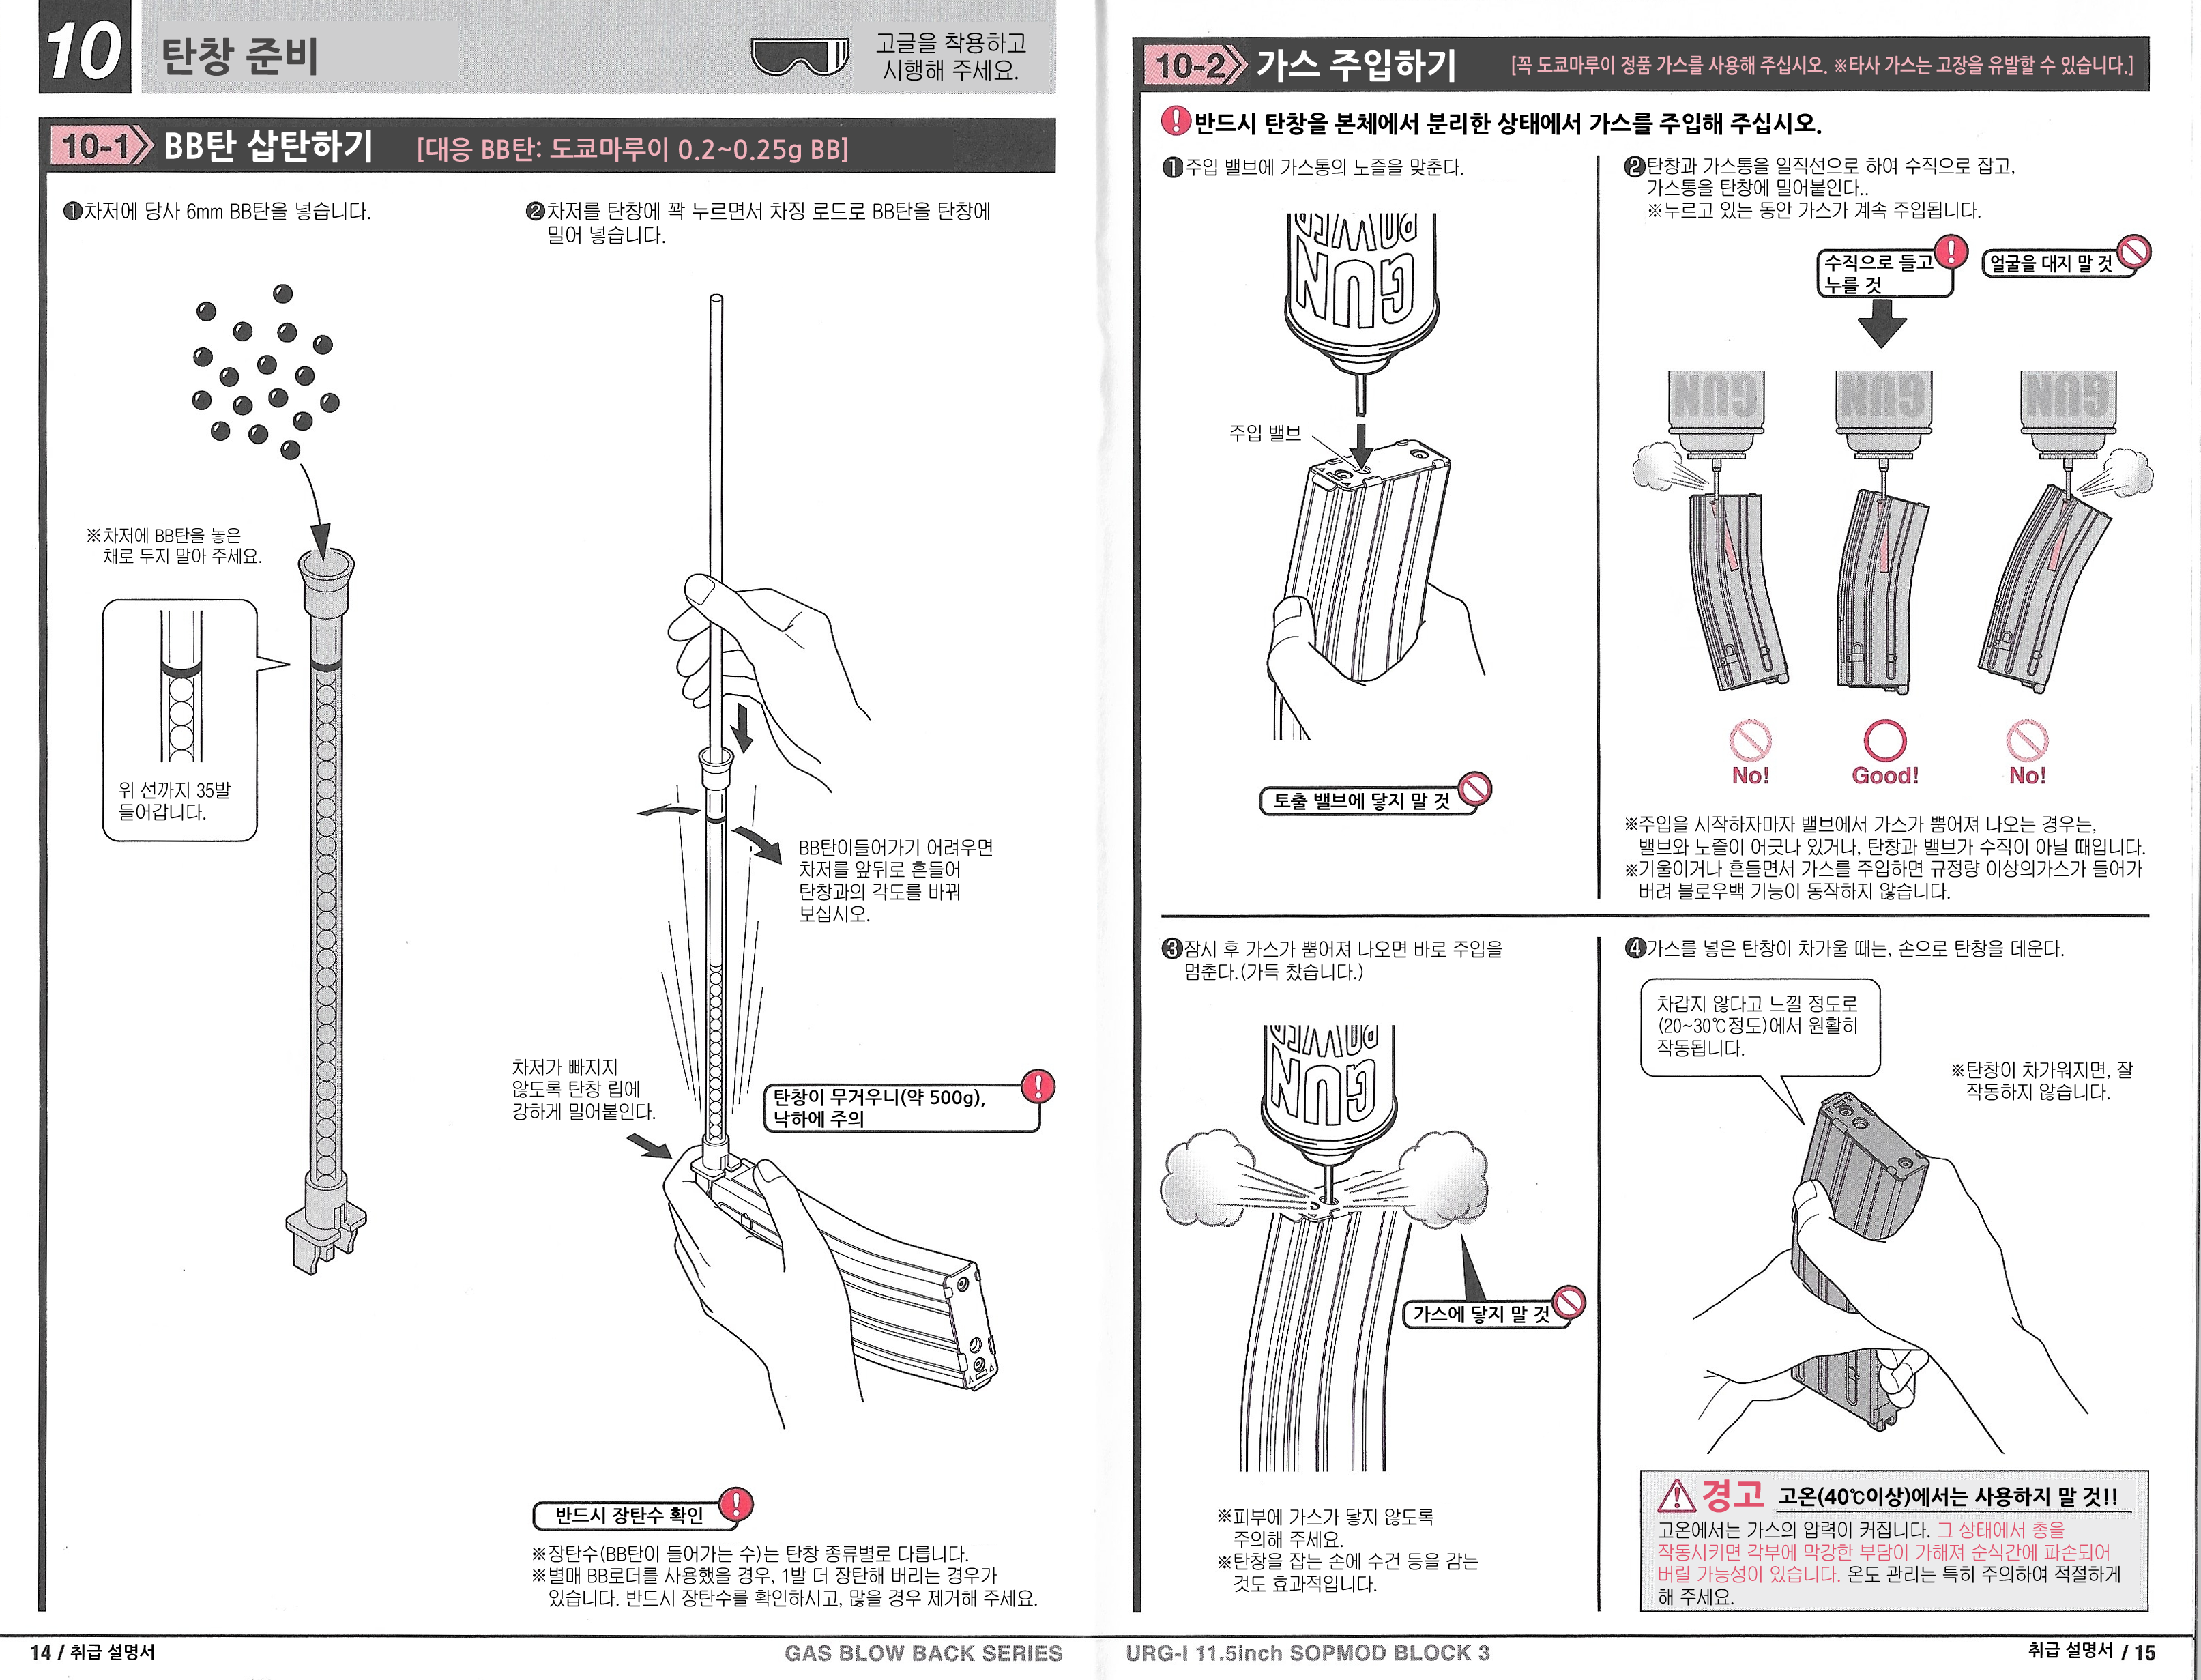 10 탄창 준비
고글을 착용하고
시행해 주세요.
10-1 BB탄 삽탄하기 [대응 BB탄: 도쿄마루이 0.2~0.25g BB]
❶차저에 당사 6mm BB탄을 넣습니다.
※차저에 BB탄을 놓은
채로 두지 말아 주세요.
위 선까지 35발
들어갑니다.
❷차저를 탄창에 꽉 누르면서 차징 로드로 BB탄을 탄창에
밀어 넣습니다.
BB탄이들어가기 어려우면
차저를 앞뒤로 흔들어
탄창과의 각도를 바꿔
보십시오.
차저가 빠지지
않도록 탄창 립에
강하게 밀어붙인다.
탄창이 무거우니(약 500g),
낙하에 주의
반드시 장탄수 확인
※장탄수(BB탄이 들어가는 수)는 탄창 종류별로 다릅니다.
※별매 BB로더를 사용했을 경우, 1발 더 장탄해 버리는 경우가
있습니다. 반드시 장탄수를 확인하시고, 많을 경우 제거해 주세요.
14 / 취급 설명서
GAS BLOW BACK SERIES
10-2 가스 주입하기 [꼭 도쿄마루이 정품 가스를 사용해 주십시오. ※타사 가스는 고장을 유발할 수 있습니다.]
반드시 탄창을 본체에서 분리한 상태에서 가스를 주입해 주십시오.
❶주입 밸브에 가스통의 노즐을 맞춘다.
POWER
GUN
주입 밸브
토출 밸브에 닿지 말 것
❷탄창과 가스통을 일직선으로 하여 수직으로 잡고,
가스통을 탄창에 밀어붙인다..
※누르고 있는 동안 가스가 계속 주입됩니다.
수직으로 들고
누를 것
얼굴을 대지 말 것
GUN
GUN
GUN
No!
Good!
No!
※주입을 시작하자마자 밸브에서 가스가 뿜어져 나오는 경우는,
밸브와 노즐이 어긋나 있거나, 탄창과 밸브가 수직이 아닐 때입니다.
※기울이거나 흔들면서 가스를 주입하면 규정량 이상의가스가 들어가
버려 블로우백 기능이 동작하지 않습니다.
❸잠시 후 가스가 뿜어져 나오면 바로 주입을
멈춘다.(가득 찼습니다.)
POWER
GUN
가스에 닿지 말 것
※피부에 가스가 닿지 않도록
주의해 주세요.
※탄창을 잡는 손에 수건 등을 감는
것도 효과적입니다.
❹가스를 넣은 탄창이 차가울 때는, 손으로 탄창을 데운다.
차갑지 않다고 느낄 정도로
(20~30℃정도)에서 원활히
작동됩니다.
※탄창이 차가워지면, 잘
작동하지 않습니다.
경고 고온(40℃이상)에서는 사용하지 말 것!!
고온에서는 가스의 압력이 커집니다. 그 상태에서 총을
작동시키면 각부에 막강한 부담이 가해져 순식간에 파손되어
버릴 가능성이 있습니다. 온도 관리는 특히 주의하여 적절하게
해 주세요.
URG-I 11.5inch SOPMOD BLOCK 3
취급 설명서 / 15